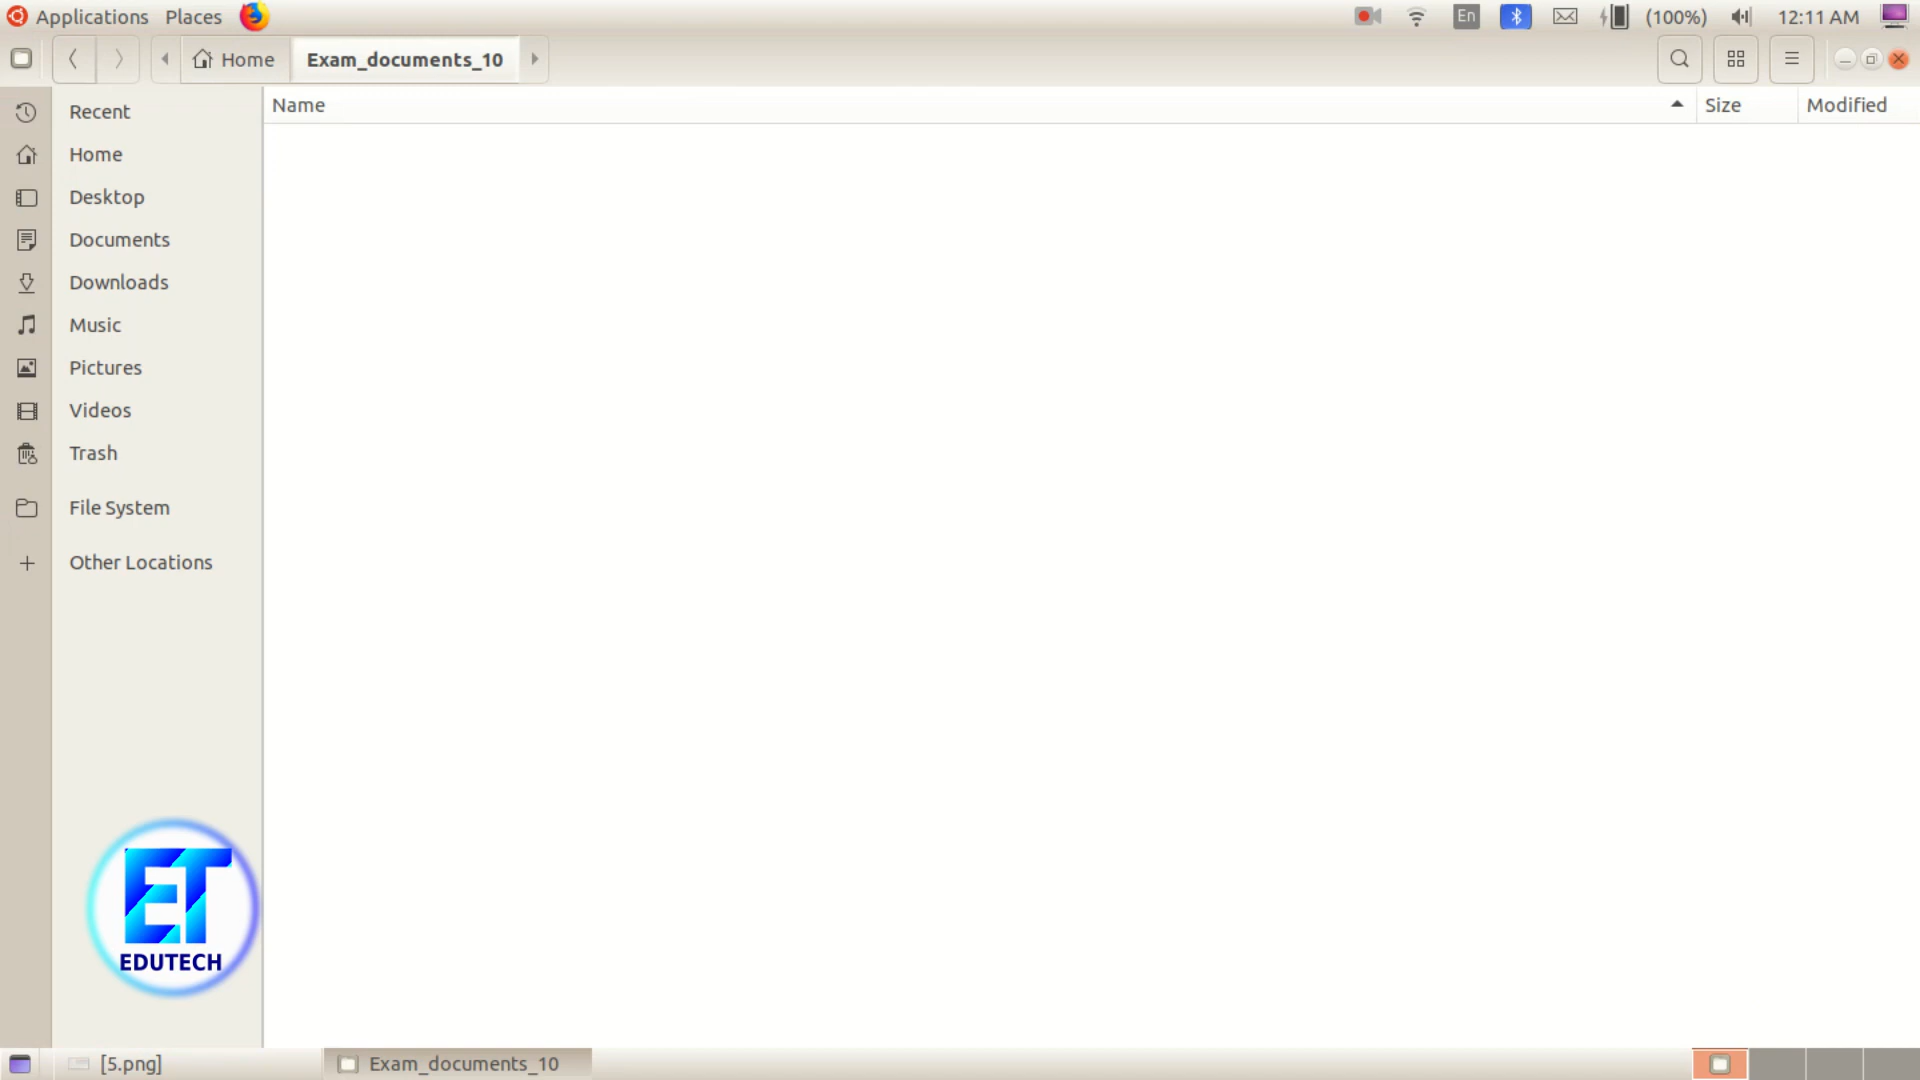 Applications Places En (100%) 12:11 AM
Home Exam_documents_10
Name Size Modified
Recent
Home
Desktop
Documents
Downloads
Music
Pictures
Videos
Trash
File System
Other Locations
ET
EDUTECH
[5.png] Exam_documents_10